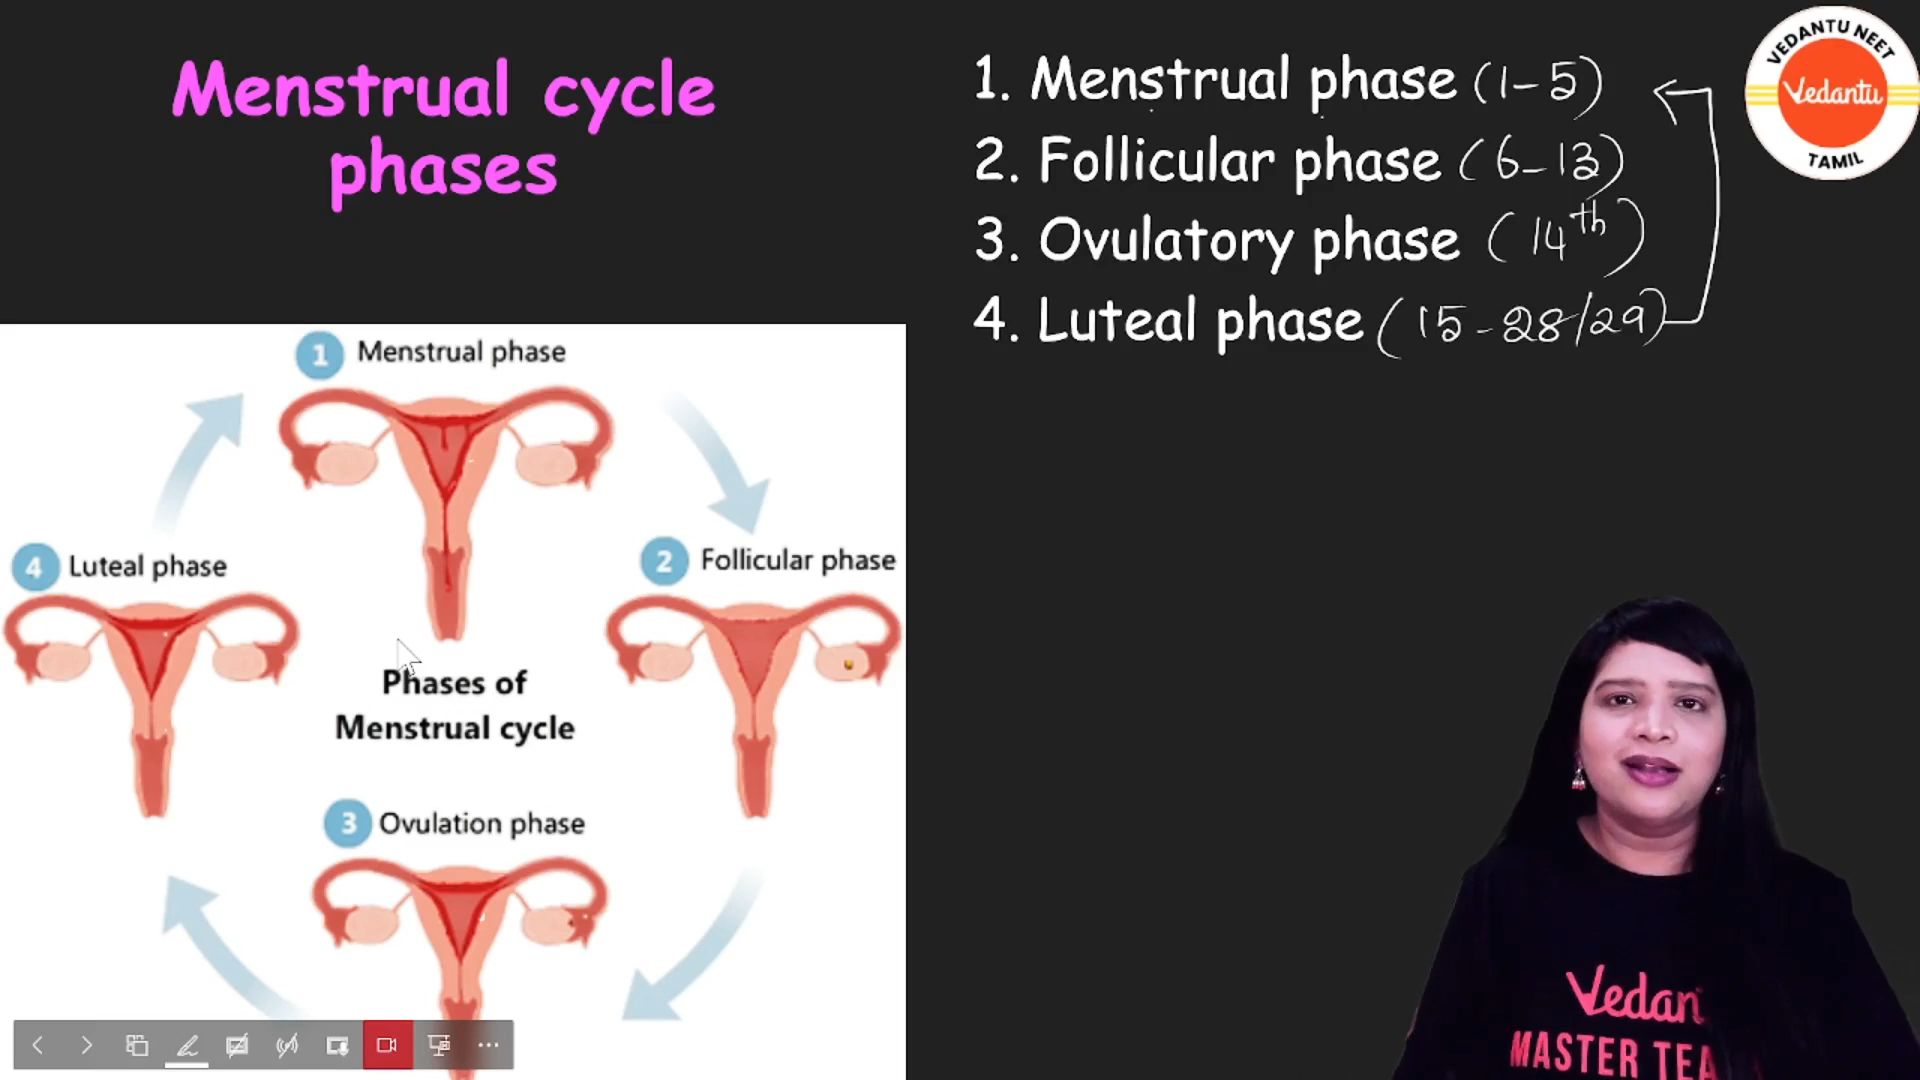 Menstrual cycle
phases
1. Menstrual phase (1-5)
2. Follicular phase (6-13)
3. Ovulatory phase (14th)
4. Luteal phase (15-28/29)
VEDANTU NEET
Vedantu
TAMIL
1 Menstrual phase
4 Luteal phase
2 Follicular phase
Phases of
Menstrual cycle
3 Ovulation phase
Vedan
MASTER TEA